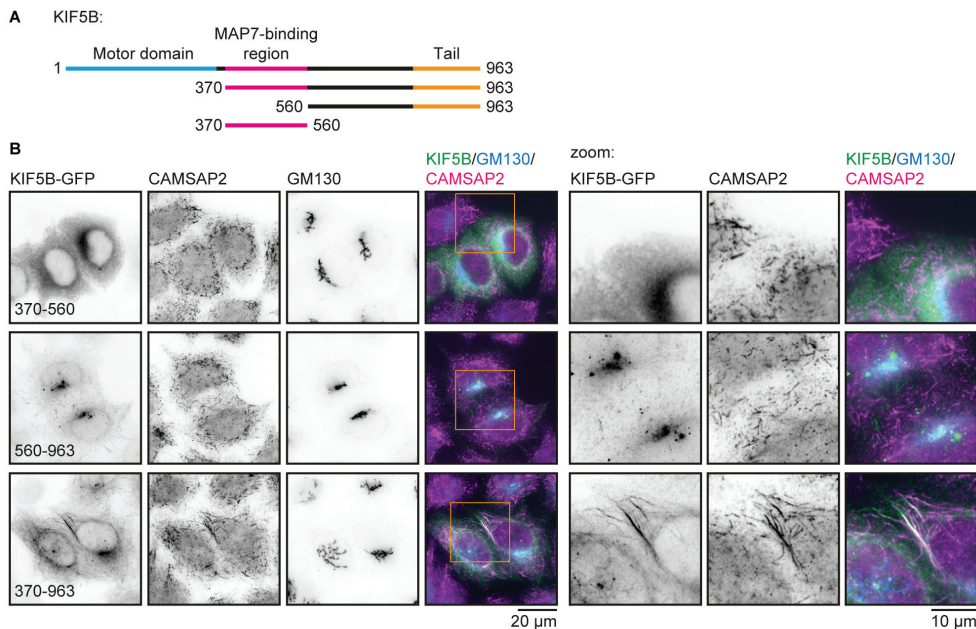 A
KIF5B:
MAP7-binding
Motor domain region Tail
1 963
370 963
560 963
370 560
B
zoom:
KIF5B/GM130/ KIF5B/GM130/
KIF5B-GFP CAMSAP2 GM130 CAMSAP2 KIF5B-GFP CAMSAP2 CAMSAP2
370-560
560-963
370-963
20 µm 10 µm